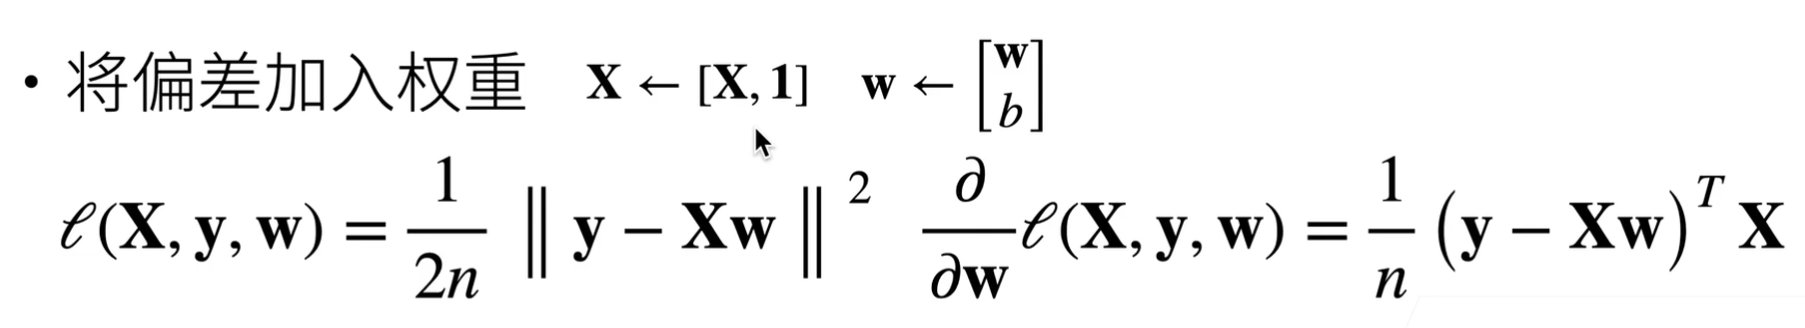 • 将偏差加入权重 X ← [X, 1] w ← [w b]
ℓ(X, y, w) = 1/2n ‖ y − Xw ‖² ∂/∂w ℓ(X, y, w) = 1/n (y − Xw)ᵀ X